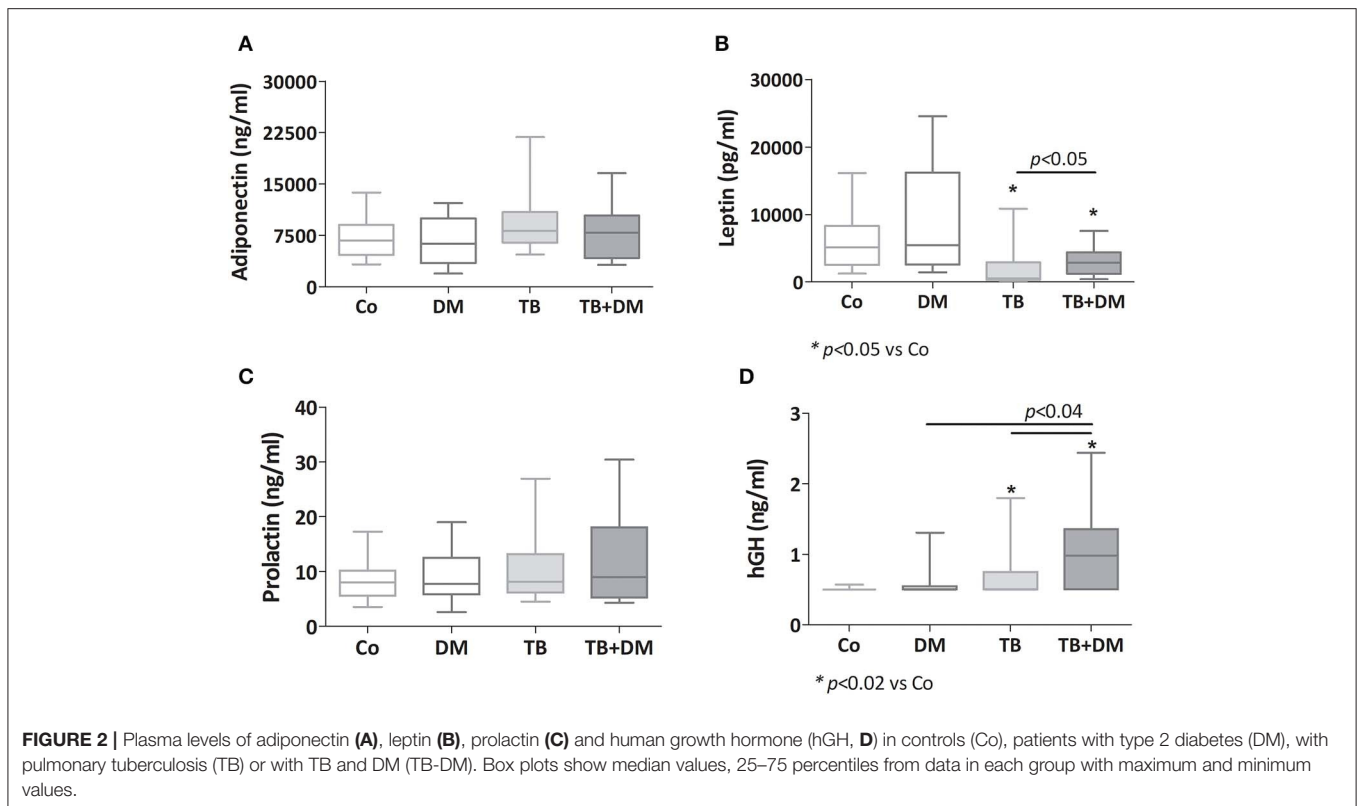 A
30000
22500
15000
7500
0
Adiponectin (ng/ml)
Co DM TB TB+DM
B
30000
20000
10000
0
Leptin (pg/ml)
p<0.05
*
*
Co DM TB TB+DM
* p<0.05 vs Co
C
40
30
20
10
0
Prolactin (ng/ml)
Co DM TB TB+DM
D
3
2
1
0
hGH (ng/ml)
p<0.04
*
*
Co DM TB TB+DM
* p<0.02 vs Co
FIGURE 2 | Plasma levels of adiponectin (A), leptin (B), prolactin (C) and human growth hormone (hGH, D) in controls (Co), patients with type 2 diabetes (DM), with
pulmonary tuberculosis (TB) or with TB and DM (TB-DM). Box plots show median values, 25–75 percentiles from data in each group with maximum and minimum
values.